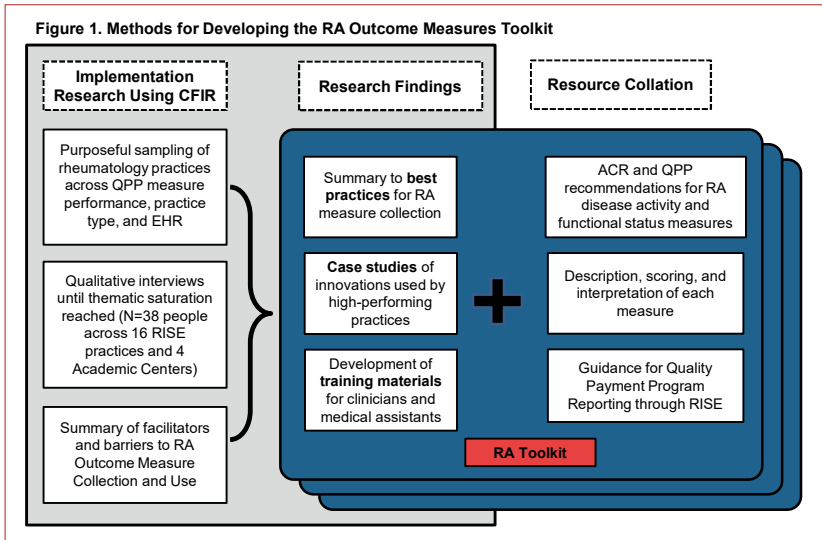 Figure 1. Methods for Developing the RA Outcome Measures Toolkit
Implementation
Research Using CFIR
Purposeful sampling of
rheumatology practices
across QPP measure
performance, practice
type, and EHR
Qualitative interviews
until thematic saturation
reached (N=38 people
across 16 RISE
practices and 4
Academic Centers)
Summary of facilitators
and barriers to RA
Outcome Measure
Collection and Use
Research Findings
Summary to best
practices for RA
measure collection
Case studies of
innovations used by
high-performing
practices
Development of
training materials
for clinicians and
medical assistants
+
Resource Collation
ACR and QPP
recommendations for RA
disease activity and
functional status measures
Description, scoring, and
interpretation of each
measure
Guidance for Quality
Payment Program
Reporting through RISE
RA Toolkit